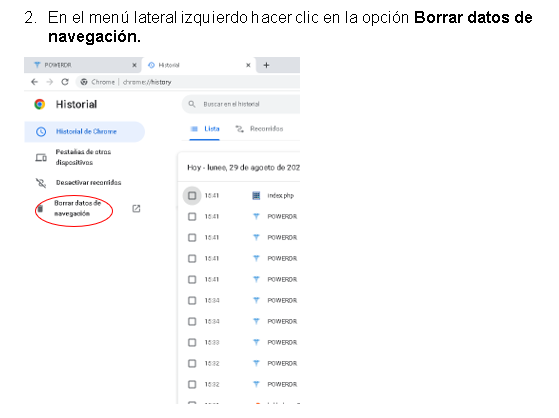 2. En el menú lateral izquierdo hacer clic en la opción Borrar datos de
navegación.
POWERDR
Historial
Chrome | chrome://history
Historial
Buscar en el historial
Historial de Chrome
Lista
Recorridos
Pestañas de otros
dispositivos
Hoy - lunes, 29 de agosto de 202
Desactivar recorridos
15:41 index.php
Borrar datos de
navegación
15:41 POWERDR
15:41 POWERDR
15:41 POWERDR
15:41 POWERDR
15:34 POWERDR
15:34 POWERDR
15:33 POWERDR
15:32 POWERDR
15:32 POWERDR